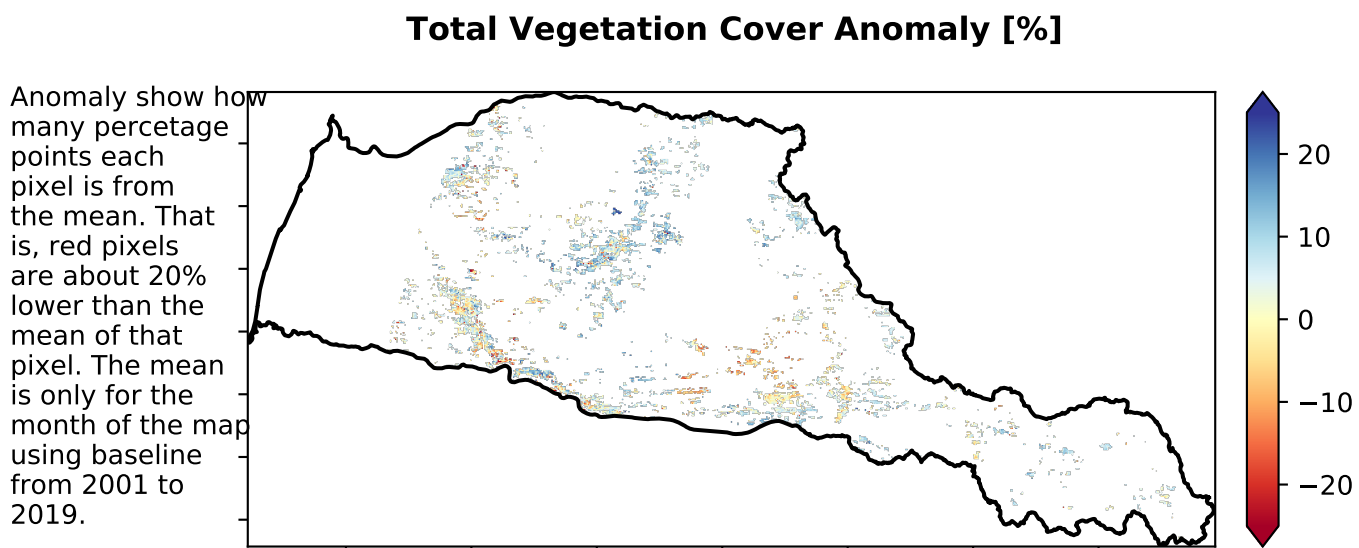 Total Vegetation Cover Anomaly [%]
Anomaly show how
many percetage
points each
pixel is from
the mean. That
is, red pixels
are about 20%
lower than the
mean of that
pixel. The mean
is only for the
month of the map
using baseline
from 2001 to
2019.
20
10
0
−10
−20